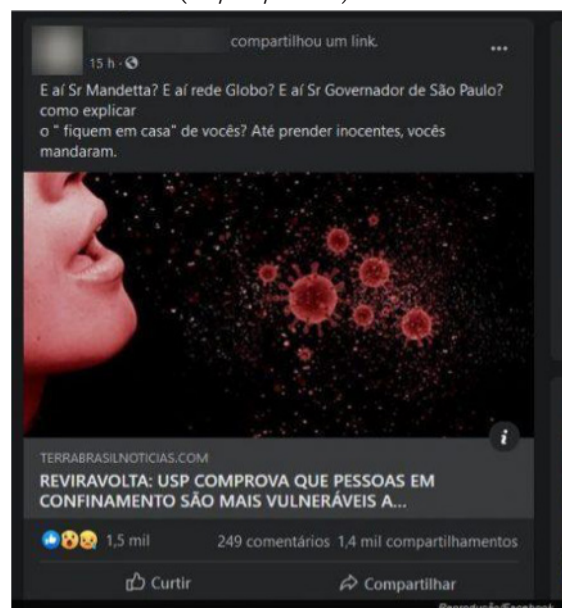 compartilhou um link.
15 h
E aí Sr Mandetta? E aí rede Globo? E aí Sr Governador de São Paulo?
como explicar
o " fiquem em casa" de vocês? Até prender inocentes, vocês
mandaram.
i
TERRABRASILNOTICIAS.COM
REVIRAVOLTA: USP COMPROVA QUE PESSOAS EM
CONFINAMENTO SÃO MAIS VULNERÁVEIS A...
1,5 mil 249 comentários 1,4 mil compartilhamentos
Curtir Compartilhar
Reprodução/Facebook